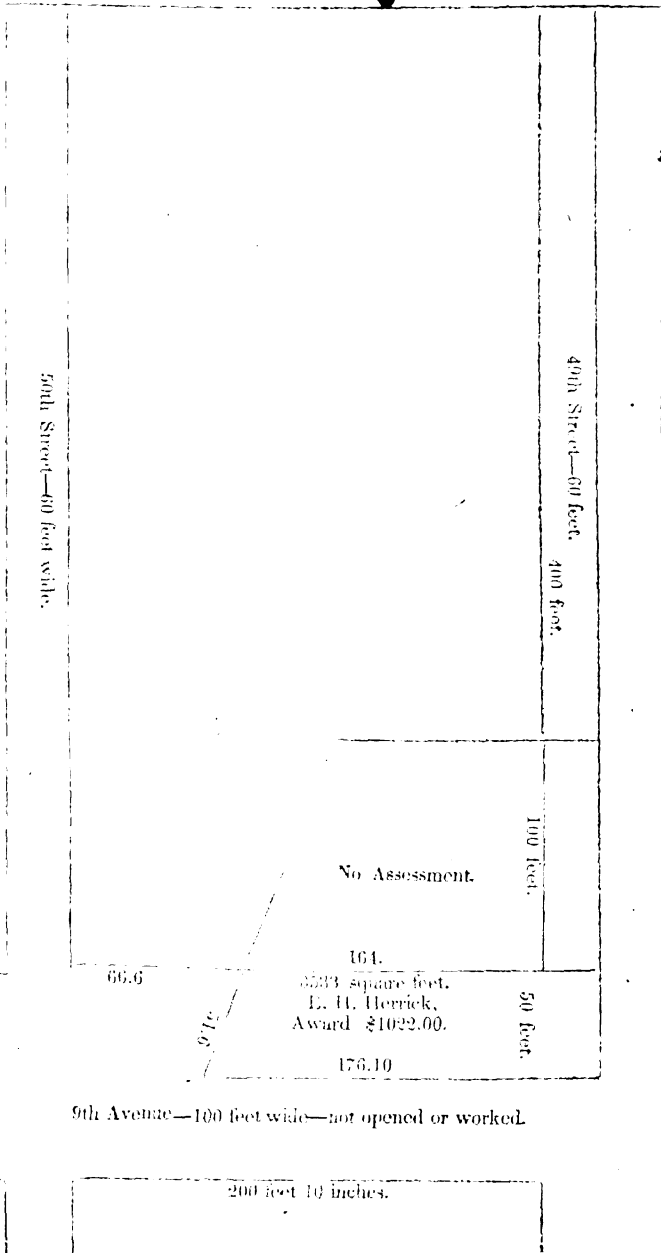 50th Street—60 feet wide.
49th Street—60 feet.
400 feet.
100 feet.
No Assessment.
164.
66.6
square feet.
E. H. Herrick,
Award $1022.00.
50 feet.
51.6
176.10
9th Avenue—100 feet wide—not opened or worked.
200 feet 10 inches.